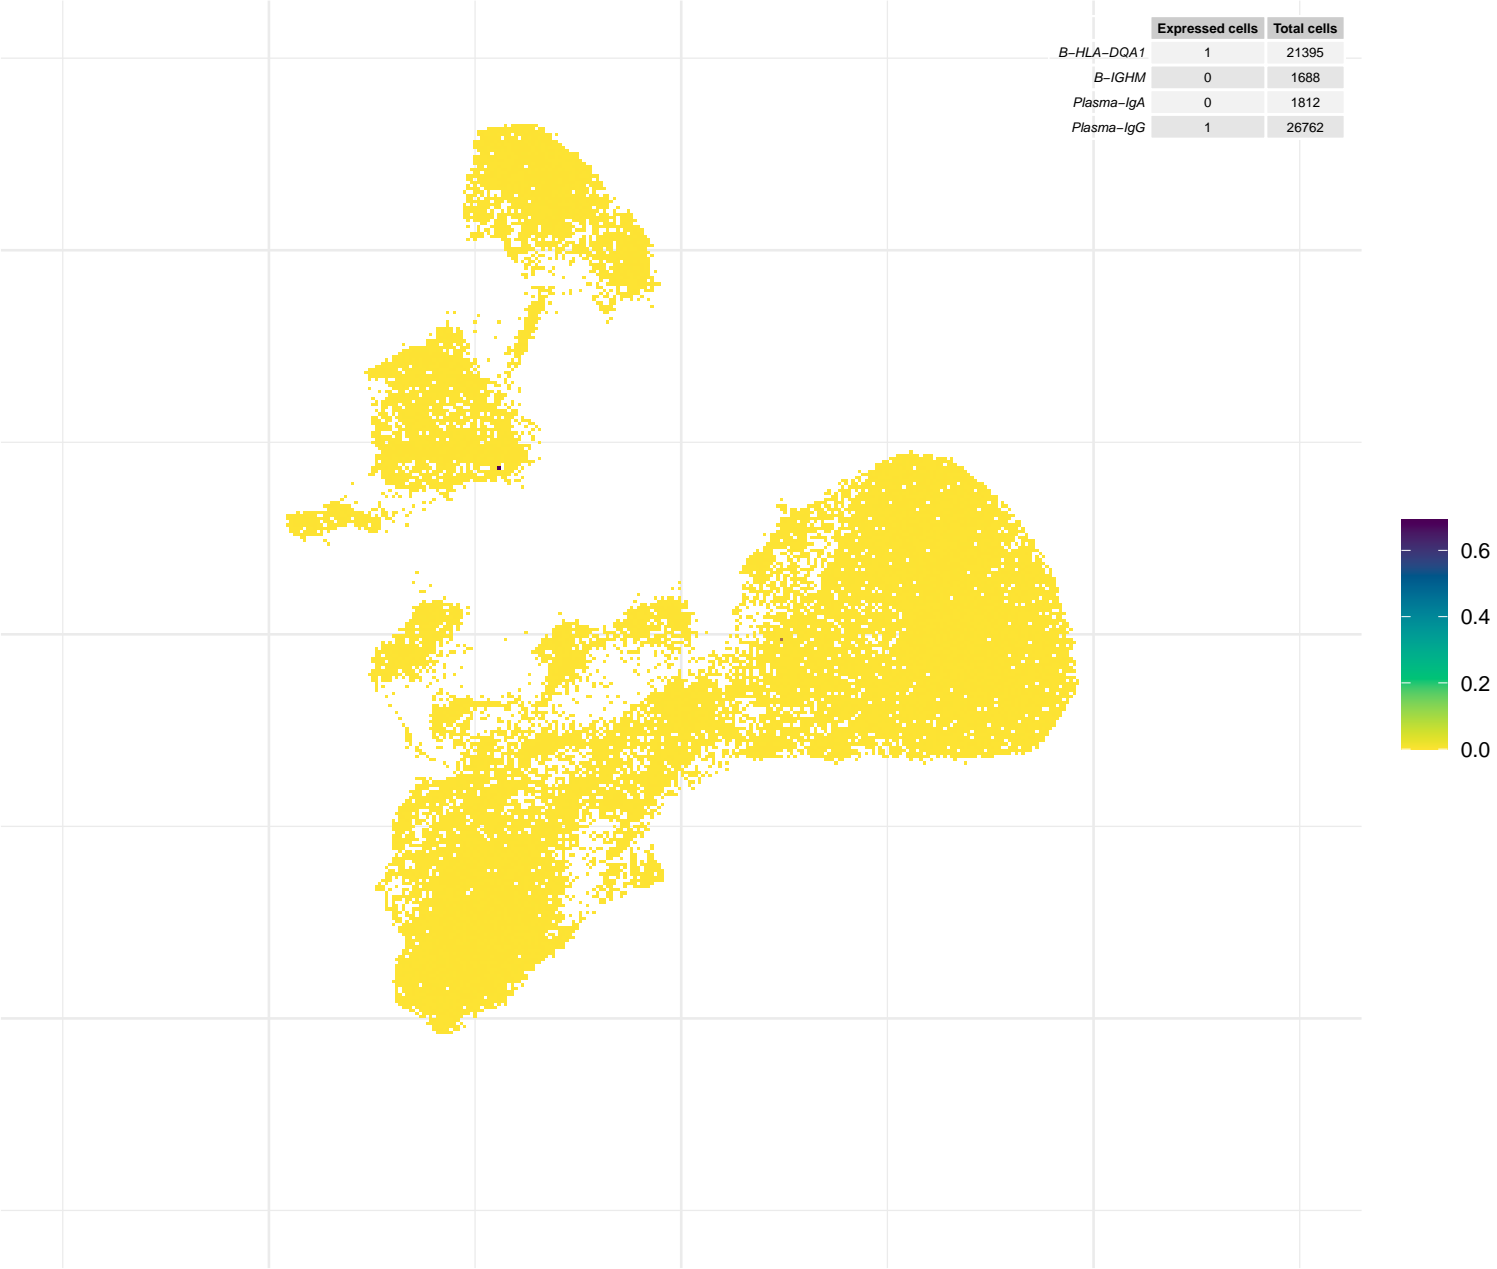 Expressed cells Total cells
B−HLA−DQA1 1 21395
B−IGHM 0 1688
Plasma−IgA 0 1812
Plasma−IgG 1 26762
0.6
0.4
0.2
0.0